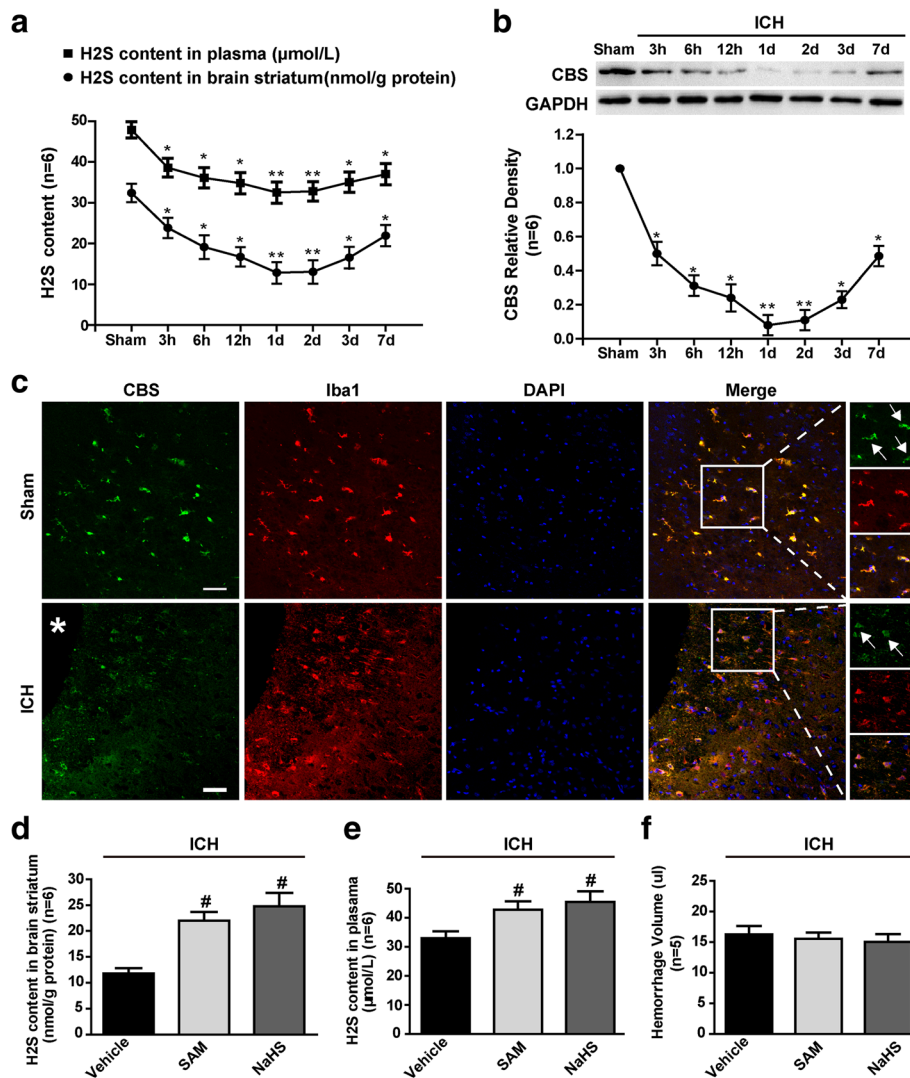 a
■ H2S content in plasma (μmol/L)
● H2S content in brain striatum(nmol/g protein)
H2S content (n=6)
50
40
30
20
10
0
* * * ** ** * *
* * * ** ** * *
Sham 3h 6h 12h 1d 2d 3d 7d
b
ICH
Sham 3h 6h 12h 1d 2d 3d 7d
CBS
GAPDH
CBS Relative Density
(n=6)
1.2
1.0
0.8
0.6
0.4
0.2
0.0
* * * ** ** * *
Sham 3h 6h 12h 1d 2d 3d 7d
c
CBS Iba1 DAPI Merge
Sham
ICH
*
d
ICH
H2S content in brain striatum
(nmol/g protein) (n=6)
30
25
20
15
10
5
0
# #
Vehicle SAM NaHS
e
ICH
H2S content in plasama
(μmol/L) (n=6)
60
50
40
30
20
10
0
# #
Vehicle SAM NaHS
f
ICH
Hemorrhage Volume (ul)
(n=5)
25
20
15
10
5
0
Vehicle SAM NaHS